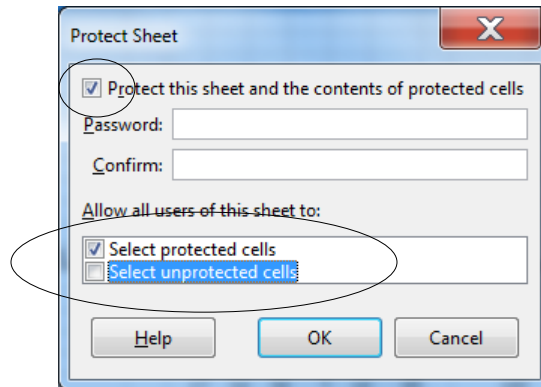 Protect Sheet
Protect this sheet and the contents of protected cells
Password:
Confirm:
Allow all users of this sheet to:
Select protected cells
Select unprotected cells
Help OK Cancel